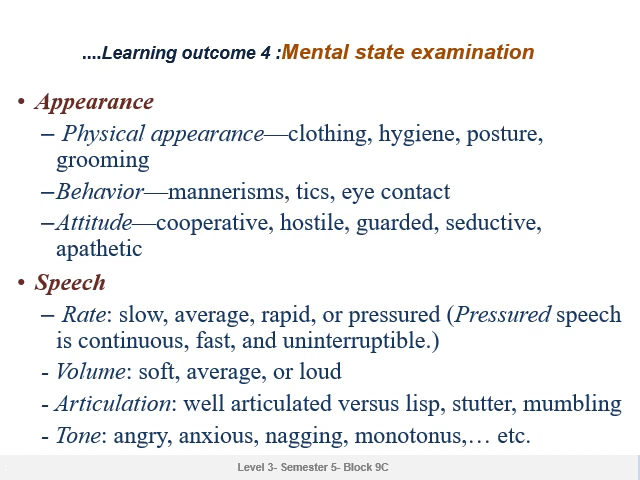 ....Learning outcome 4 :Mental state examination
• Appearance
– Physical appearance—clothing, hygiene, posture,
grooming
–Behavior—mannerisms, tics, eye contact
–Attitude—cooperative, hostile, guarded, seductive,
apathetic
• Speech
– Rate: slow, average, rapid, or pressured (Pressured speech
is continuous, fast, and uninterruptible.)
- Volume: soft, average, or loud
- Articulation: well articulated versus lisp, stutter, mumbling
- Tone: angry, anxious, nagging, monotonus,… etc.
Level 3- Semester 5- Block 9C